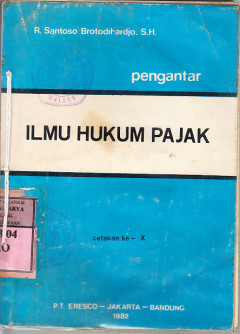 R. Santoso Brotodihardjo, S.H.
pengantar
ILMU HUKUM PAJAK
cetakan ke - X
P.T. ERESCO - JAKARTA - BANDUNG
1982